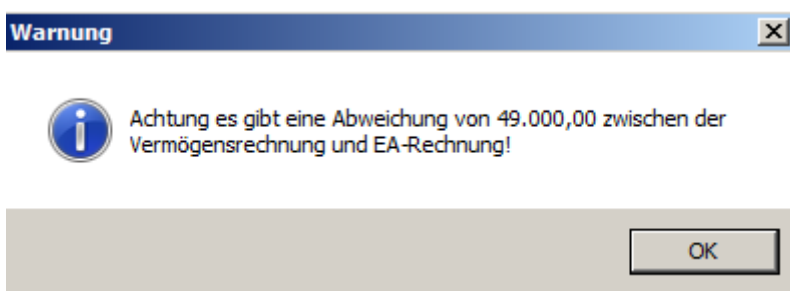 Warnung
Achtung es gibt eine Abweichung von 49.000,00 zwischen der
Vermögensrechnung und EA-Rechnung!
OK